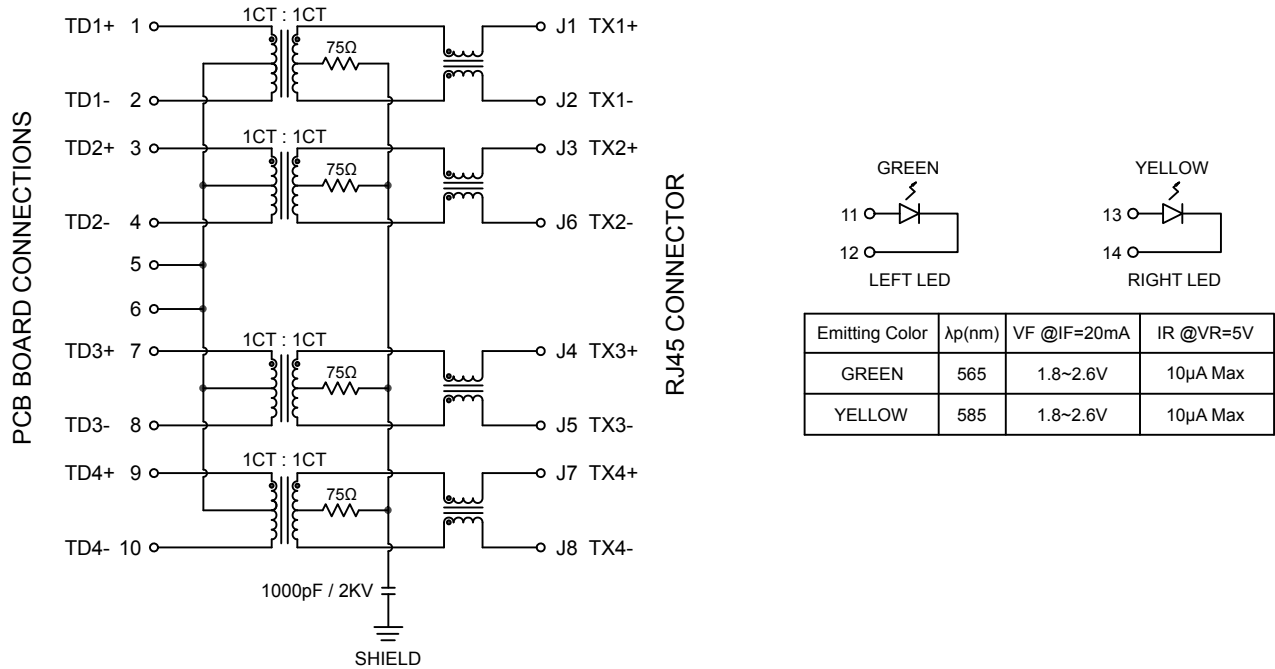 PCB BOARD CONNECTIONS
1CT : 1CT
TD1+ 1
75Ω
J1 TX1+
TD1- 2
J2 TX1-
1CT : 1CT
TD2+ 3
75Ω
J3 TX2+
TD2- 4
J6 TX2-
5
6
1CT : 1CT
TD3+ 7
75Ω
J4 TX3+
TD3- 8
J5 TX3-
1CT : 1CT
TD4+ 9
75Ω
J7 TX4+
TD4- 10
J8 TX4-
1000pF / 2KV
SHIELD
RJ45 CONNECTOR
GREEN
11
12
LEFT LED
YELLOW
13
14
RIGHT LED
Emitting Color λp(nm) VF @IF=20mA IR @VR=5V
GREEN 565 1.8~2.6V 10μA Max
YELLOW 585 1.8~2.6V 10μA Max